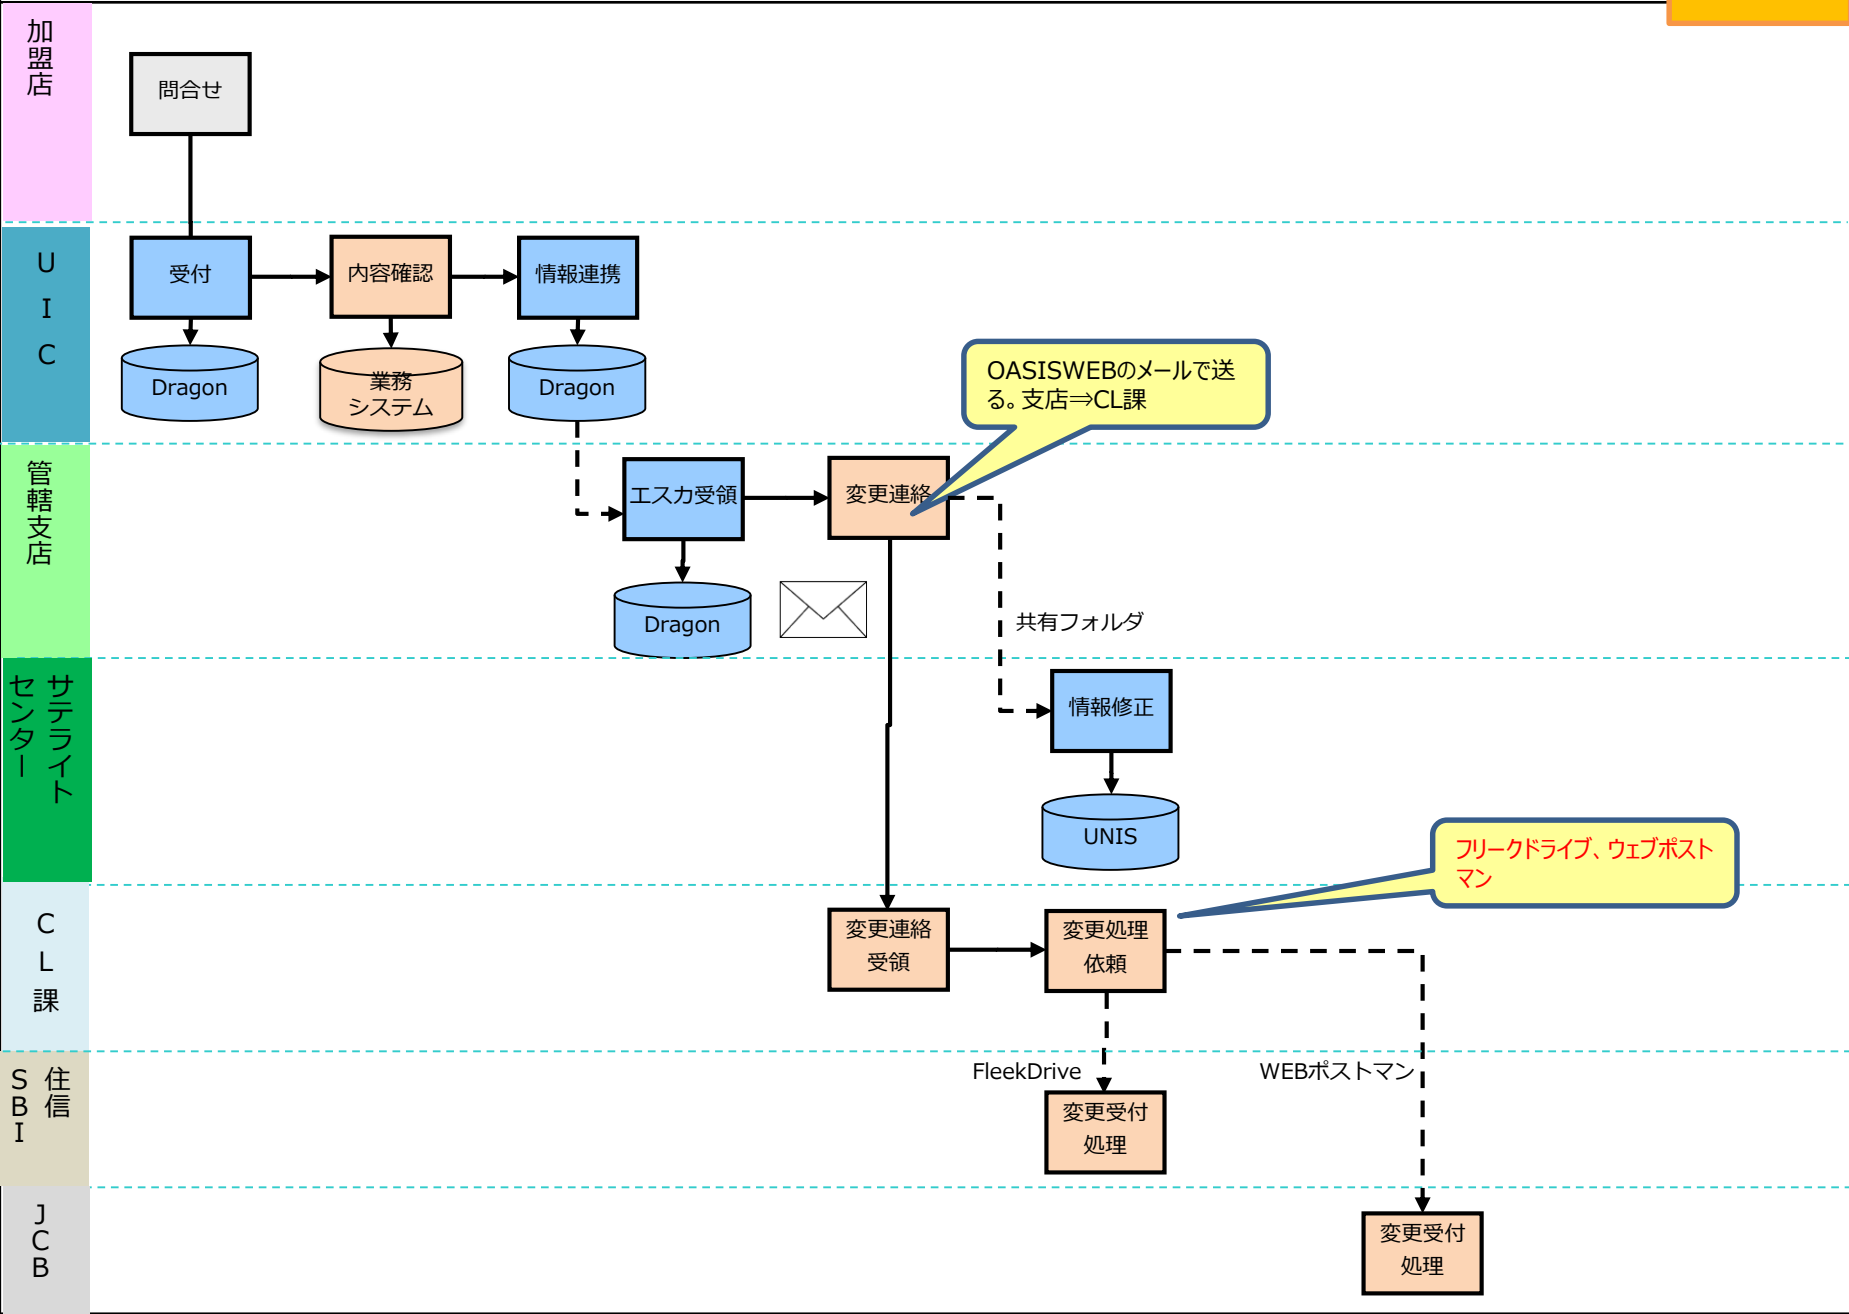 加盟店
問合せ
UIC
受付
内容確認
情報連携
Dragon
業務
システム
Dragon
OASISWEBのメールで送
る。支店⇒CL課
管轄支店
エスカ受領
変更連絡
Dragon
共有フォルダ
サテライト
センター
情報修正
UNIS
フリークドライブ、ウェブポスト
マン
CL課
変更連絡
受領
変更処理
依頼
住信
SBI
FleekDrive
WEBポストマン
変更受付
処理
JCB
変更受付
処理